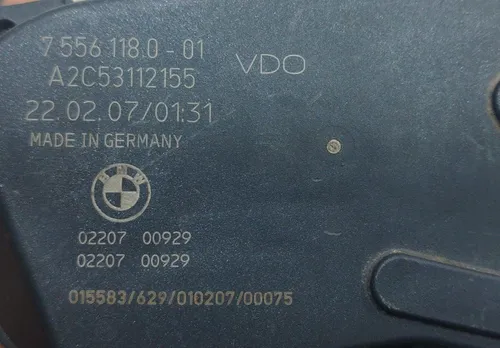 7 556 118.0 - 01
VDO
A2C53112155
22.02.07/01:31
MADE IN GERMANY
BMW
02207 00929
02207 00929
015583/629/010207/00075